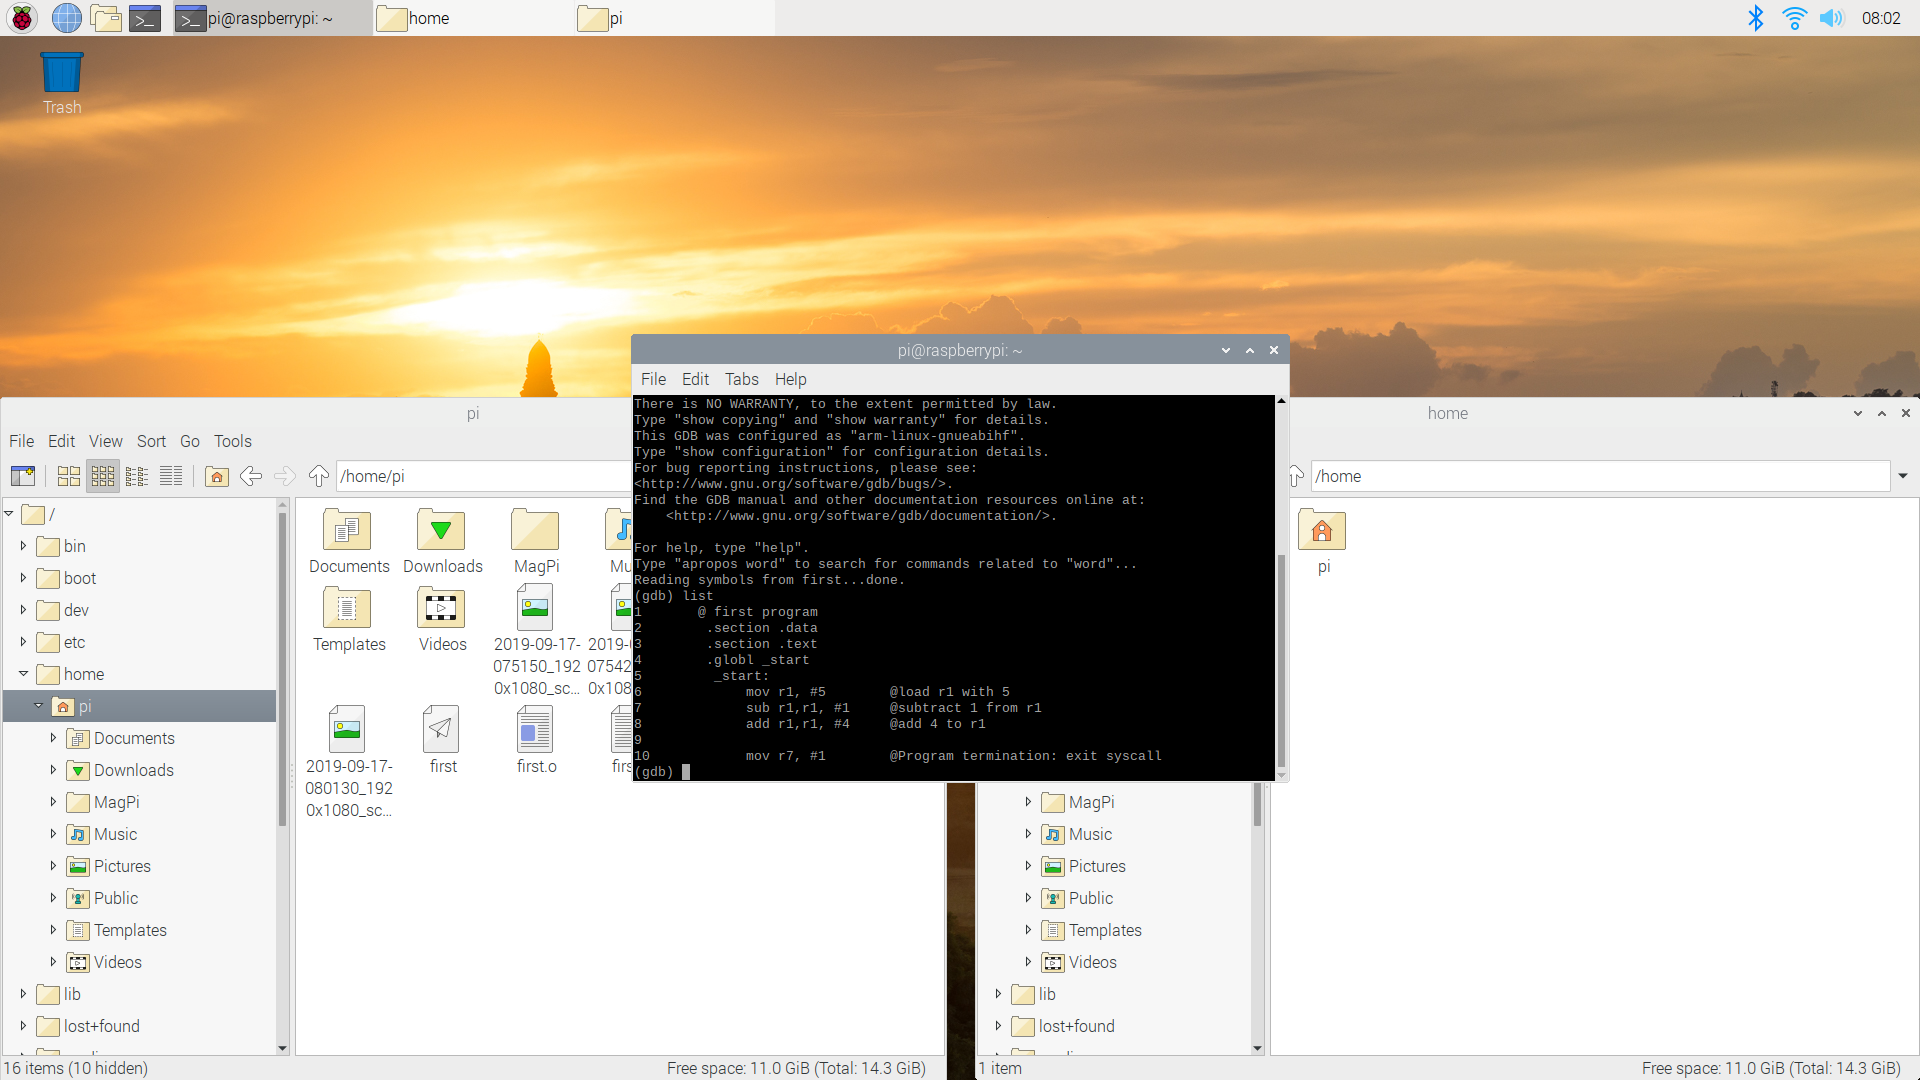 pi@raspberrypi: ~
home
pi
08:02
Trash
pi@raspberrypi: ~
File Edit Tabs Help
There is NO WARRANTY, to the extent permitted by law.
Type "show copying" and "show warranty" for details.
This GDB was configured as "arm-linux-gnueabihf".
Type "show configuration" for configuration details.
For bug reporting instructions, please see:
<http://www.gnu.org/software/gdb/bugs/>.
Find the GDB manual and other documentation resources online at:
<http://www.gnu.org/software/gdb/documentation/>.
For help, type "help".
Type "apropos word" to search for commands related to "word"...
Reading symbols from first...done.
(gdb) list
1 @ first program
2 .section .data
3 .section .text
4 .globl _start
5 _start:
6 mov r1, #5 @load r1 with 5
7 sub r1,r1, #1 @subtract 1 from r1
8 add r1,r1, #4 @add 4 to r1
9
10 mov r7, #1 @Program termination: exit syscall
(gdb)
pi
File Edit View Sort Go Tools
/home/pi
/
bin
boot
dev
etc
home
pi
Documents
Downloads
MagPi
Music
Pictures
Public
Templates
Videos
lib
lost+found
Documents
Downloads
MagPi
Mu
Templates
Videos
2019-09-17-
075150_192
0x1080_sc...
2019-09-
07542
0x108
2019-09-17-
080130_192
0x1080_sc...
first
first.o
firs
16 items (10 hidden)
Free space: 11.0 GiB (Total: 14.3 GiB)
home
/home
pi
MagPi
Music
Pictures
Public
Templates
Videos
lib
lost+found
1 item
Free space: 11.0 GiB (Total: 14.3 GiB)